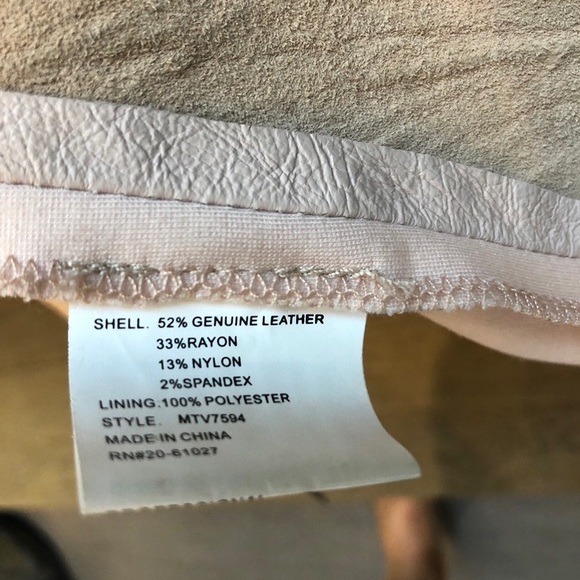 SHELL. 52% GENUINE LEATHER
33%RAYON
13% NYLON
2%SPANDEX
LINING.100% POLYESTER
STYLE. MTV7594
MADE IN CHINA
RN#20-61027